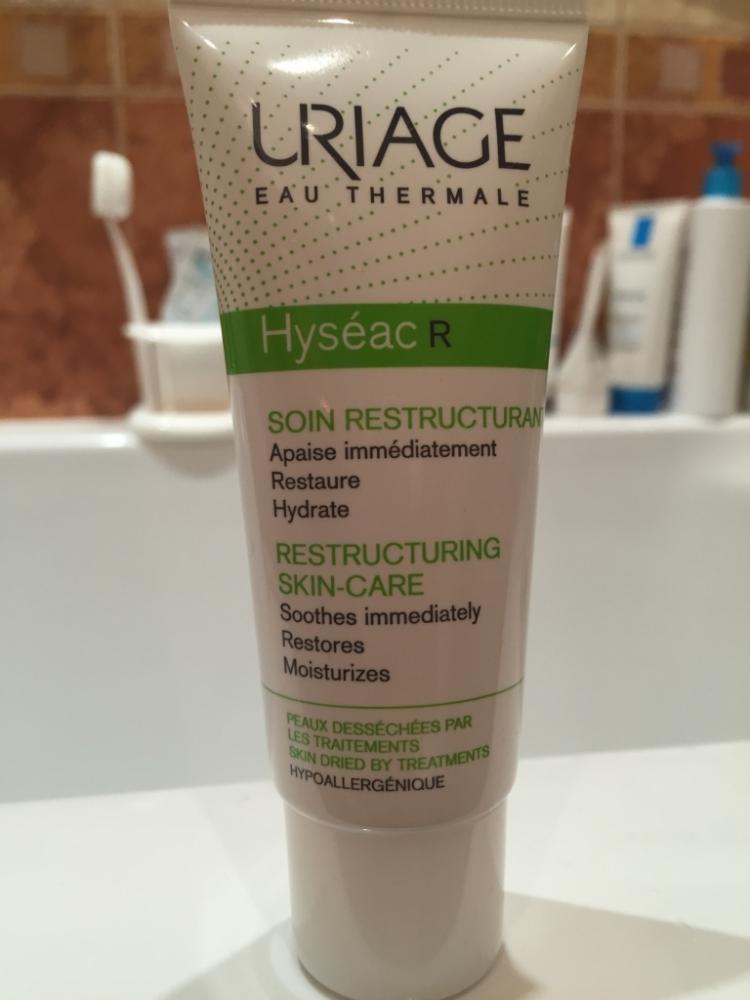 URIAGE
EAU THERMALE
Hyséac R
SOIN RESTRUCTURANT
Apaise immédiatement
Restaure
Hydrate
RESTRUCTURING
SKIN-CARE
Soothes immediately
Restores
Moisturizes
PEAUX DESSÉCHÉES PAR
LES TRAITEMENTS
SKIN DRIED BY TREATMENTS
HYPOALLERGÉNIQUE